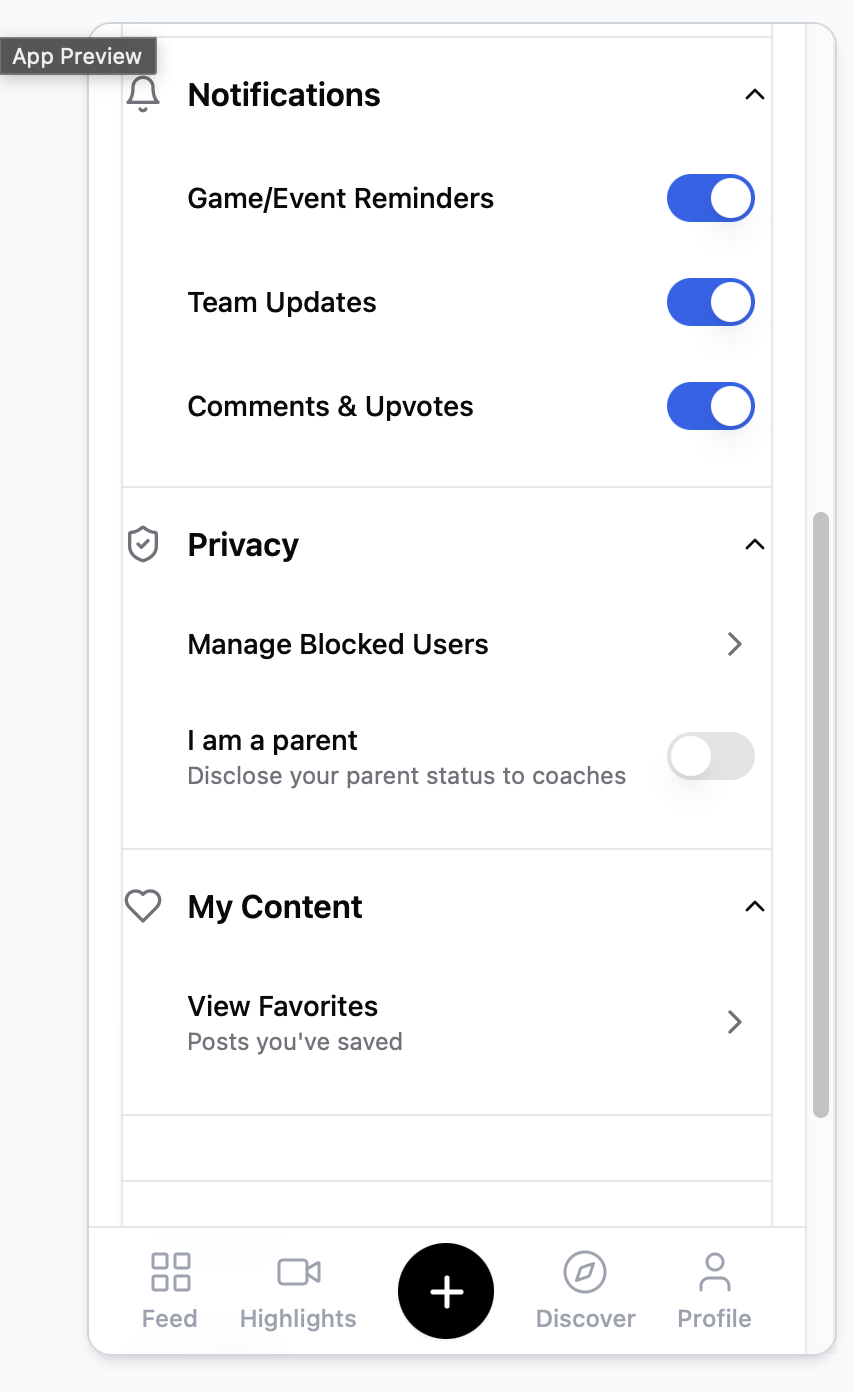 App Preview
Notifications
Game/Event Reminders
Team Updates
Comments & Upvotes
Privacy
Manage Blocked Users
I am a parent
Disclose your parent status to coaches
My Content
View Favorites
Posts you've saved
Feed
Highlights
Discover
Profile